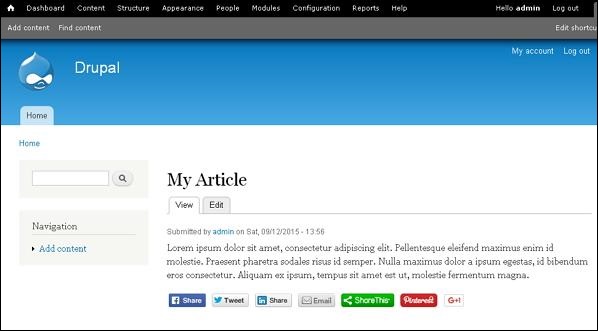 Dashboard Content Structure Appearance People Modules Configuration Reports Help Hello admin Log out
Add content Find content Edit shortcu
My account Log out
Drupal
Home
Home
My Article
View Edit
Navigation
Add content
Submitted by admin on Sat, 09/12/2015 - 13:56
Lorem ipsum dolor sit amet, consectetur adipiscing elit. Pellentesque eleifend maximus enim id
molestie. Praesent pharetra sodales risus id semper. Nulla maximus dolor a ipsum egestas, id bibendum
eros consectetur. Aliquam ex ipsum, tempus sit amet est ut, molestie fermentum magna.
f Share Tweet in Share Email ShareThis Pinterest g+1